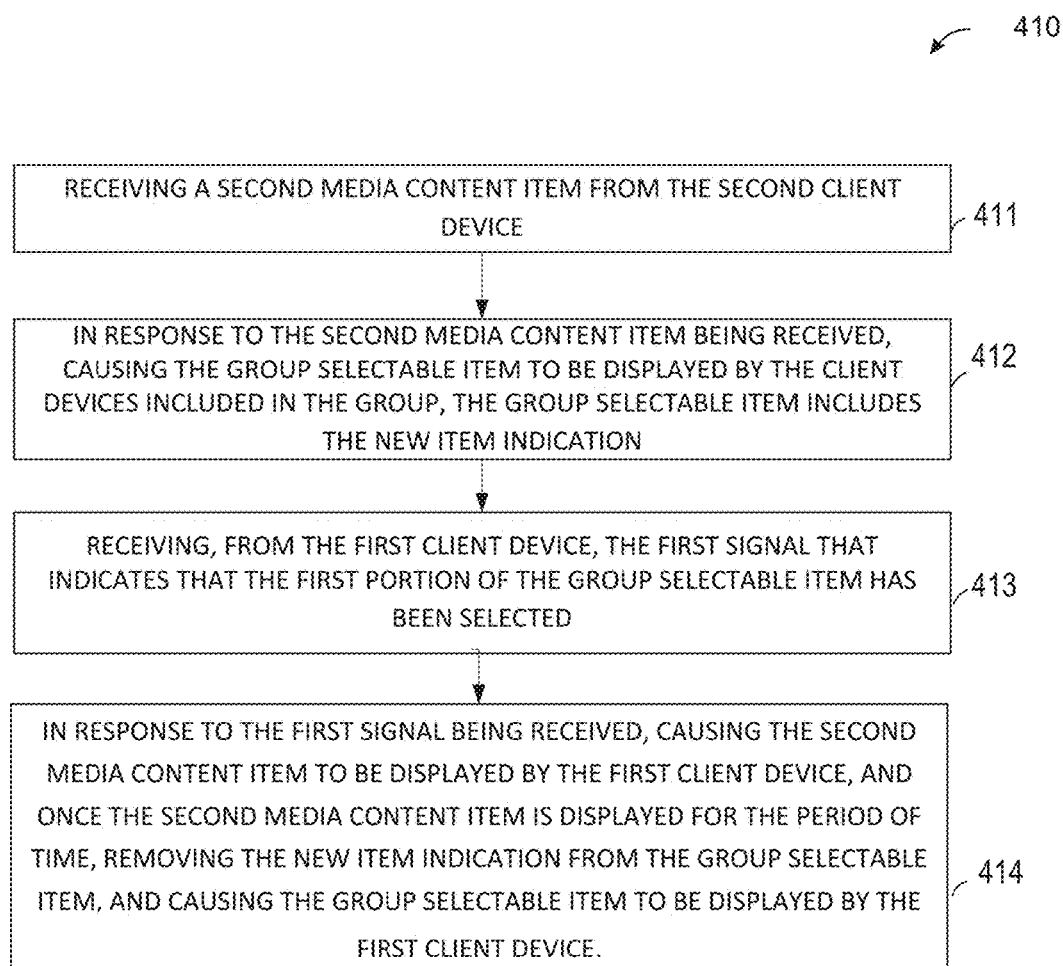 410
RECEIVING A SECOND MEDIA CONTENT ITEM FROM THE SECOND CLIENT
DEVICE
411
IN RESPONSE TO THE SECOND MEDIA CONTENT ITEM BEING RECEIVED,
CAUSING THE GROUP SELECTABLE ITEM TO BE DISPLAYED BY THE CLIENT
DEVICES INCLUDED IN THE GROUP, THE GROUP SELECTABLE ITEM INCLUDES
THE NEW ITEM INDICATION
412
RECEIVING, FROM THE FIRST CLIENT DEVICE, THE FIRST SIGNAL THAT
INDICATES THAT THE FIRST PORTION OF THE GROUP SELECTABLE ITEM HAS
BEEN SELECTED
413
IN RESPONSE TO THE FIRST SIGNAL BEING RECEIVED, CAUSING THE SECOND
MEDIA CONTENT ITEM TO BE DISPLAYED BY THE FIRST CLIENT DEVICE, AND
ONCE THE SECOND MEDIA CONTENT ITEM IS DISPLAYED FOR THE PERIOD OF
TIME, REMOVING THE NEW ITEM INDICATION FROM THE GROUP SELECTABLE
ITEM, AND CAUSING THE GROUP SELECTABLE ITEM TO BE DISPLAYED BY THE
FIRST CLIENT DEVICE.
414